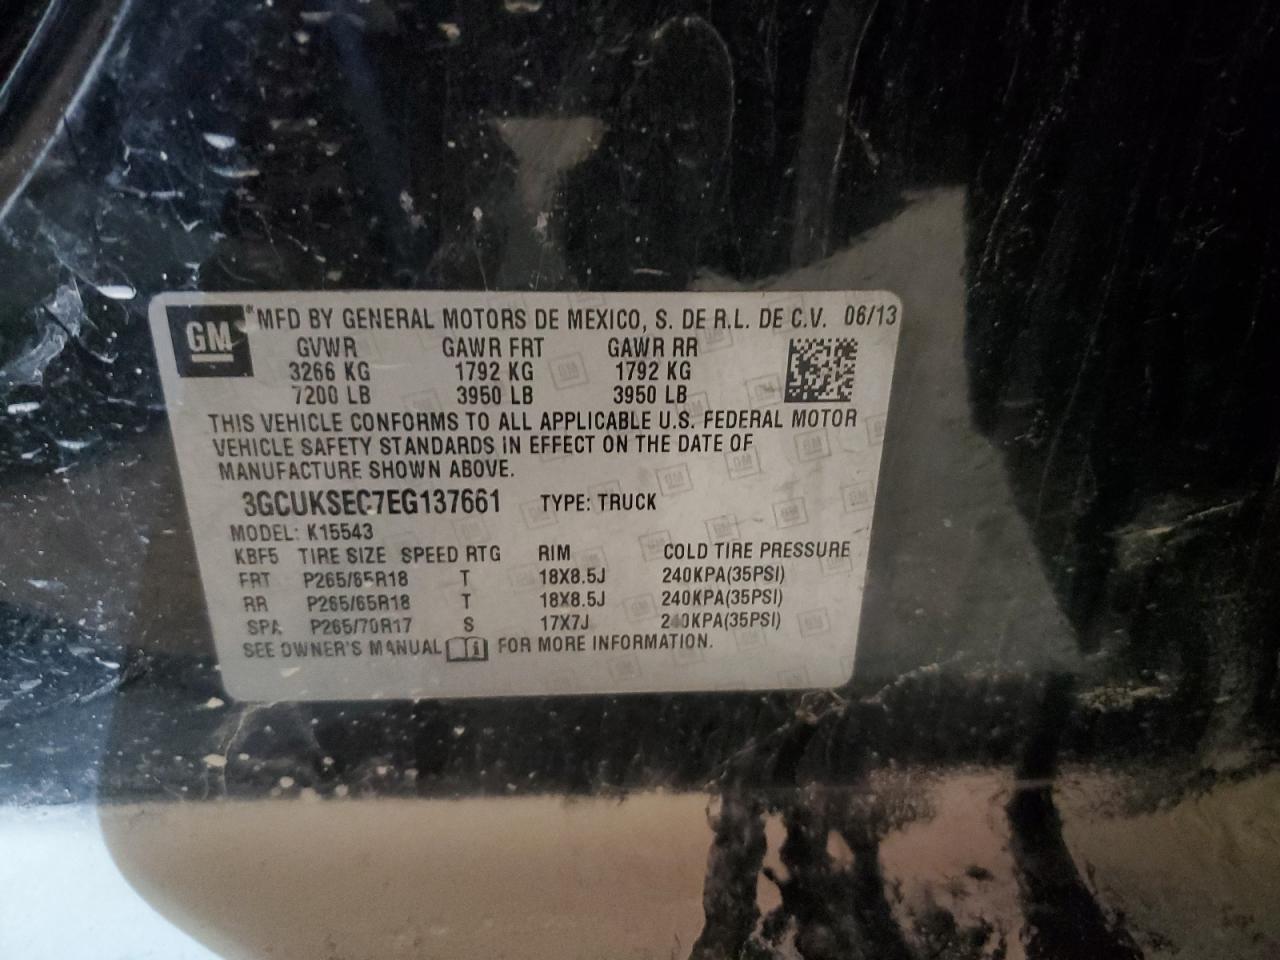 GM MFD BY GENERAL MOTORS DE MEXICO, S. DE R.L. DE C.V. 06/13
GVWR GAWR FRT GAWR RR
3266 KG 1792 KG 1792 KG
7200 LB 3950 LB 3950 LB
THIS VEHICLE CONFORMS TO ALL APPLICABLE U.S. FEDERAL MOTOR
VEHICLE SAFETY STANDARDS IN EFFECT ON THE DATE OF
MANUFACTURE SHOWN ABOVE.
3GCUKSEC7EG137661 TYPE: TRUCK
MODEL: K15543
KBF5 TIRE SIZE SPEED RTG RIM COLD TIRE PRESSURE
FRT P265/65R18 T 18X8.5J 240KPA(35PSI)
RR P265/65R18 T 18X8.5J 240KPA(35PSI)
SPA P265/70R17 S 17X7J 240KPA(35PSI)
SEE OWNER'S MANUAL FOR MORE INFORMATION.